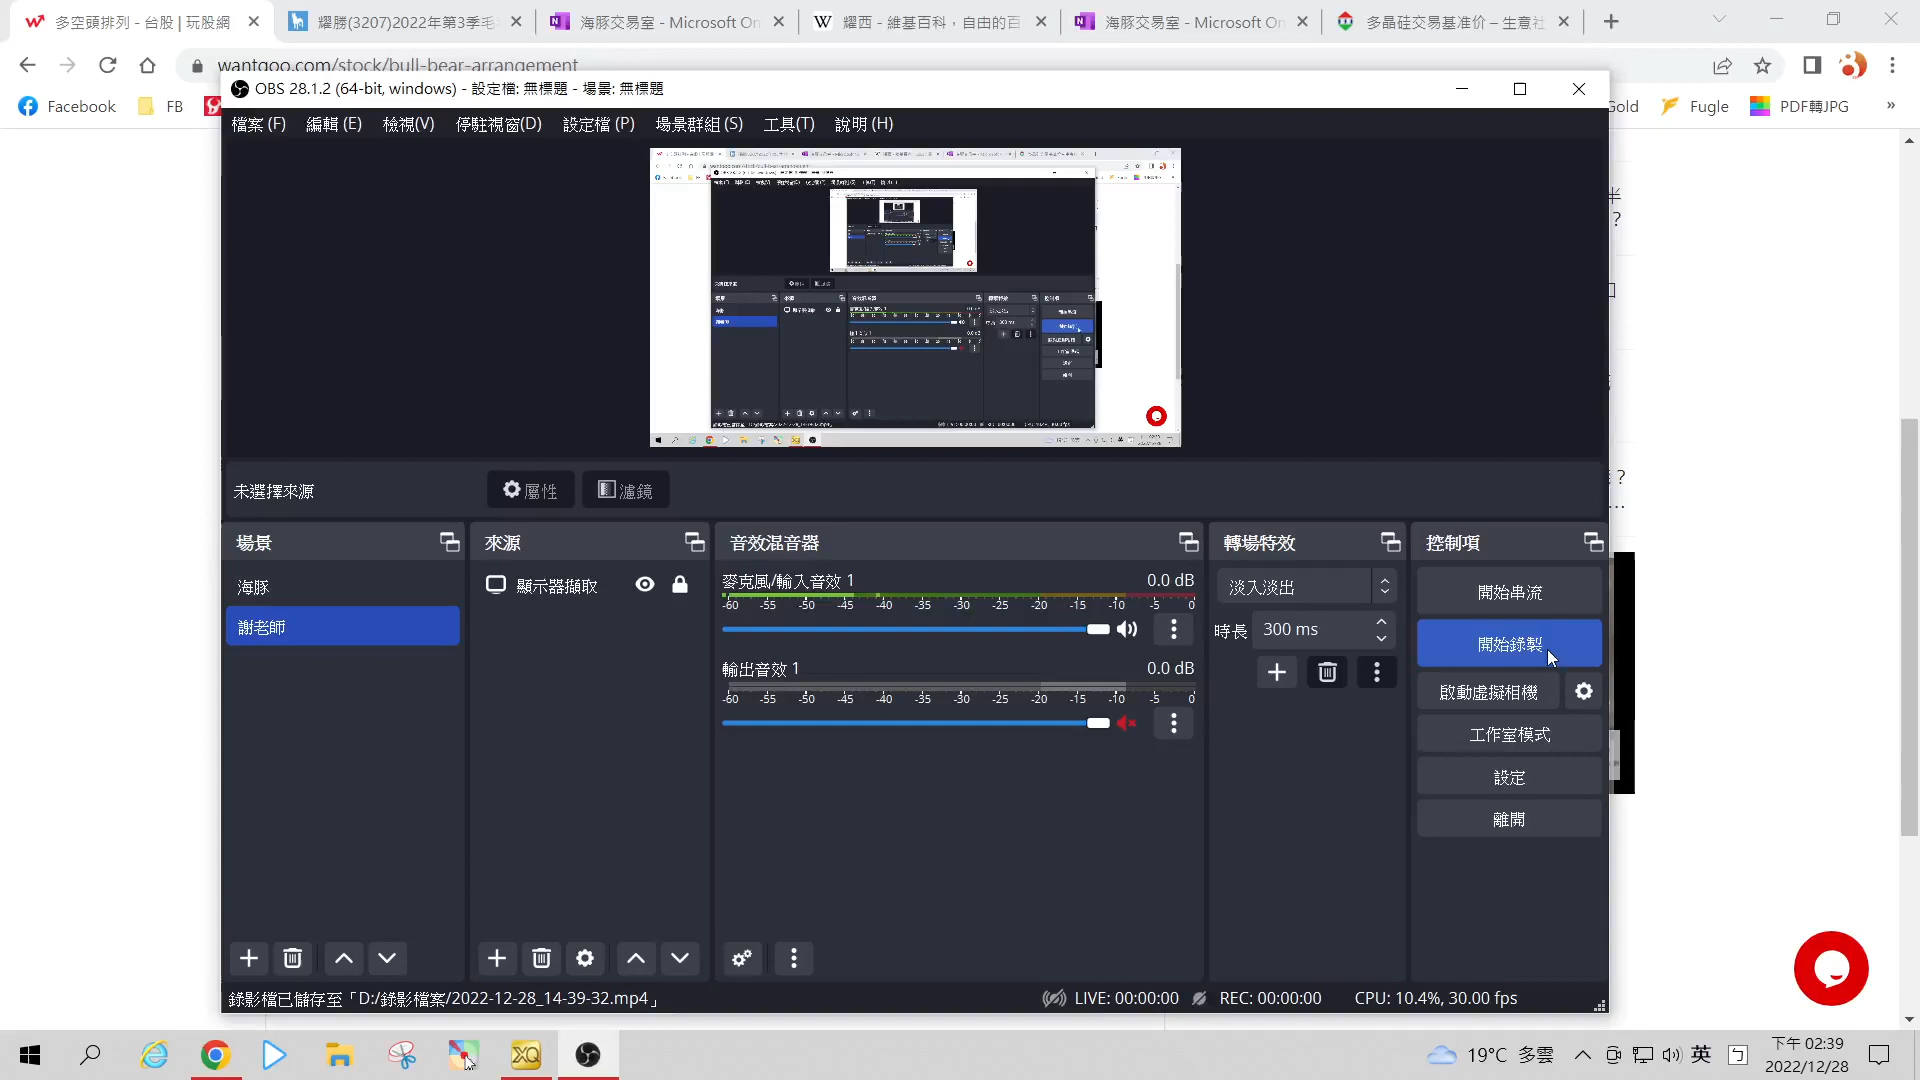 多空頭排列 - 台股 | 玩股網
耀勝(3207)2022年第3季毛
海豚交易室 - Microsoft On
耀西 - 維基百科，自由的百
海豚交易室 - Microsoft On
多晶硅交易基准价 – 生意社
wantgoo.com/stock/bull-bear-arrangement
Facebook
FB
Gold
Fugle
PDF轉JPG
»
OBS 28.1.2 (64-bit, windows) - 設定檔: 無標題 - 場景: 無標題
檔案 (F) 編輯 (E) 檢視(V) 停駐視窗(D) 設定檔 (P) 場景群組 (S) 工具(T) 說明 (H)
半
？
未選擇來源
屬性
濾鏡
場景
來源
音效混音器
轉場特效
控制項
海豚
謝老師
顯示器擷取
麥克風/輸入音效 1
0.0 dB
-60 -55 -50 -45 -40 -35 -30 -25 -20 -15 -10 -5 0
輸出音效 1
0.0 dB
-60 -55 -50 -45 -40 -35 -30 -25 -20 -15 -10 -5 0
淡入淡出
時長
300 ms
開始串流
開始錄製
啟動虛擬相機
工作室模式
設定
離開
錄影檔已儲存至「D:/錄影檔案/2022-12-28_14-39-32.mp4」
LIVE: 00:00:00
REC: 00:00:00
CPU: 10.4%, 30.00 fps
XQ
19°C 多雲
英
ㄅ
下午 02:39
2022/12/28